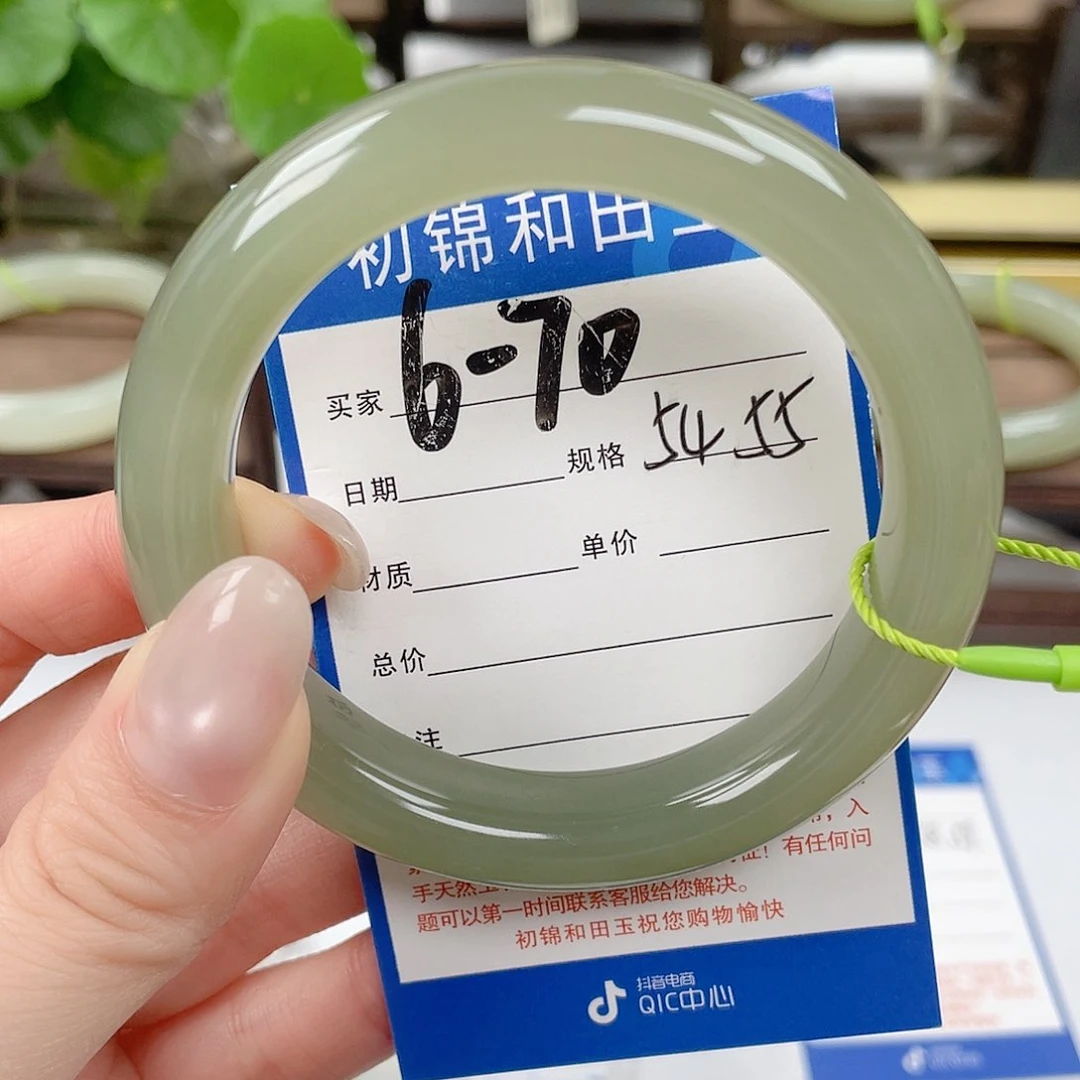 初锦和田玉
买家 6-70
日期 规格 54 55
材质 单价
总价
注
入
有任何问
手天然
题可以第一时间联系客服给您解决。
初锦和田玉祝您购物愉快
抖音电商
QIC中心